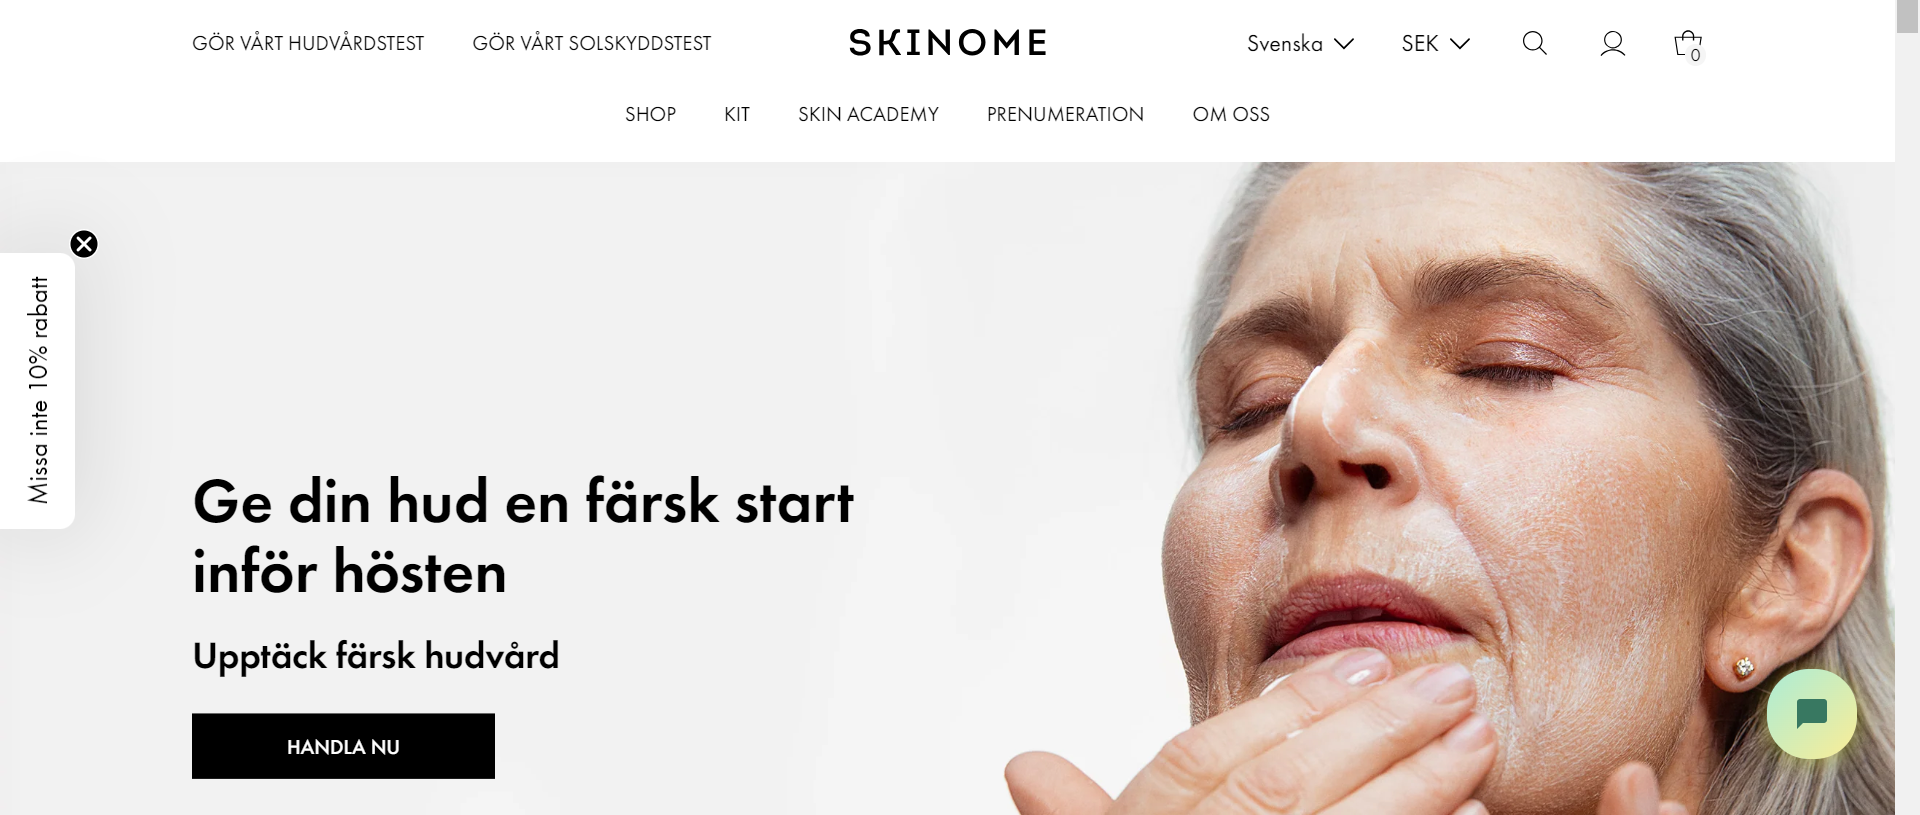 GÖR VÅRT HUDVÅRDSTEST
GÖR VÅRT SOLSKYDDSTEST
SKINOME
Svenska
SEK
0
SHOP
KIT
SKIN ACADEMY
PRENUMERATION
OM OSS
Missa inte 10% rabatt
Ge din hud en färsk start
inför hösten
Upptäck färsk hudvård
HANDLA NU